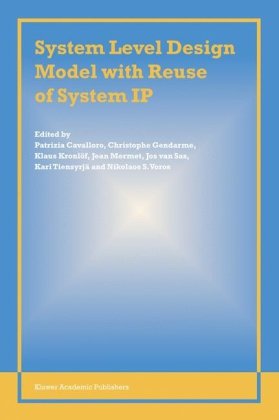 System Level Design
Model with Reuse
of System IP
Edited by
Patrizia Cavalloro, Christophe Gendarme,
Klaus Kronlöf, Jean Mermet, Jos van Sas,
Kari Tiensyrjä and Nikolaos S. Voros
Kluwer Academic Publishers